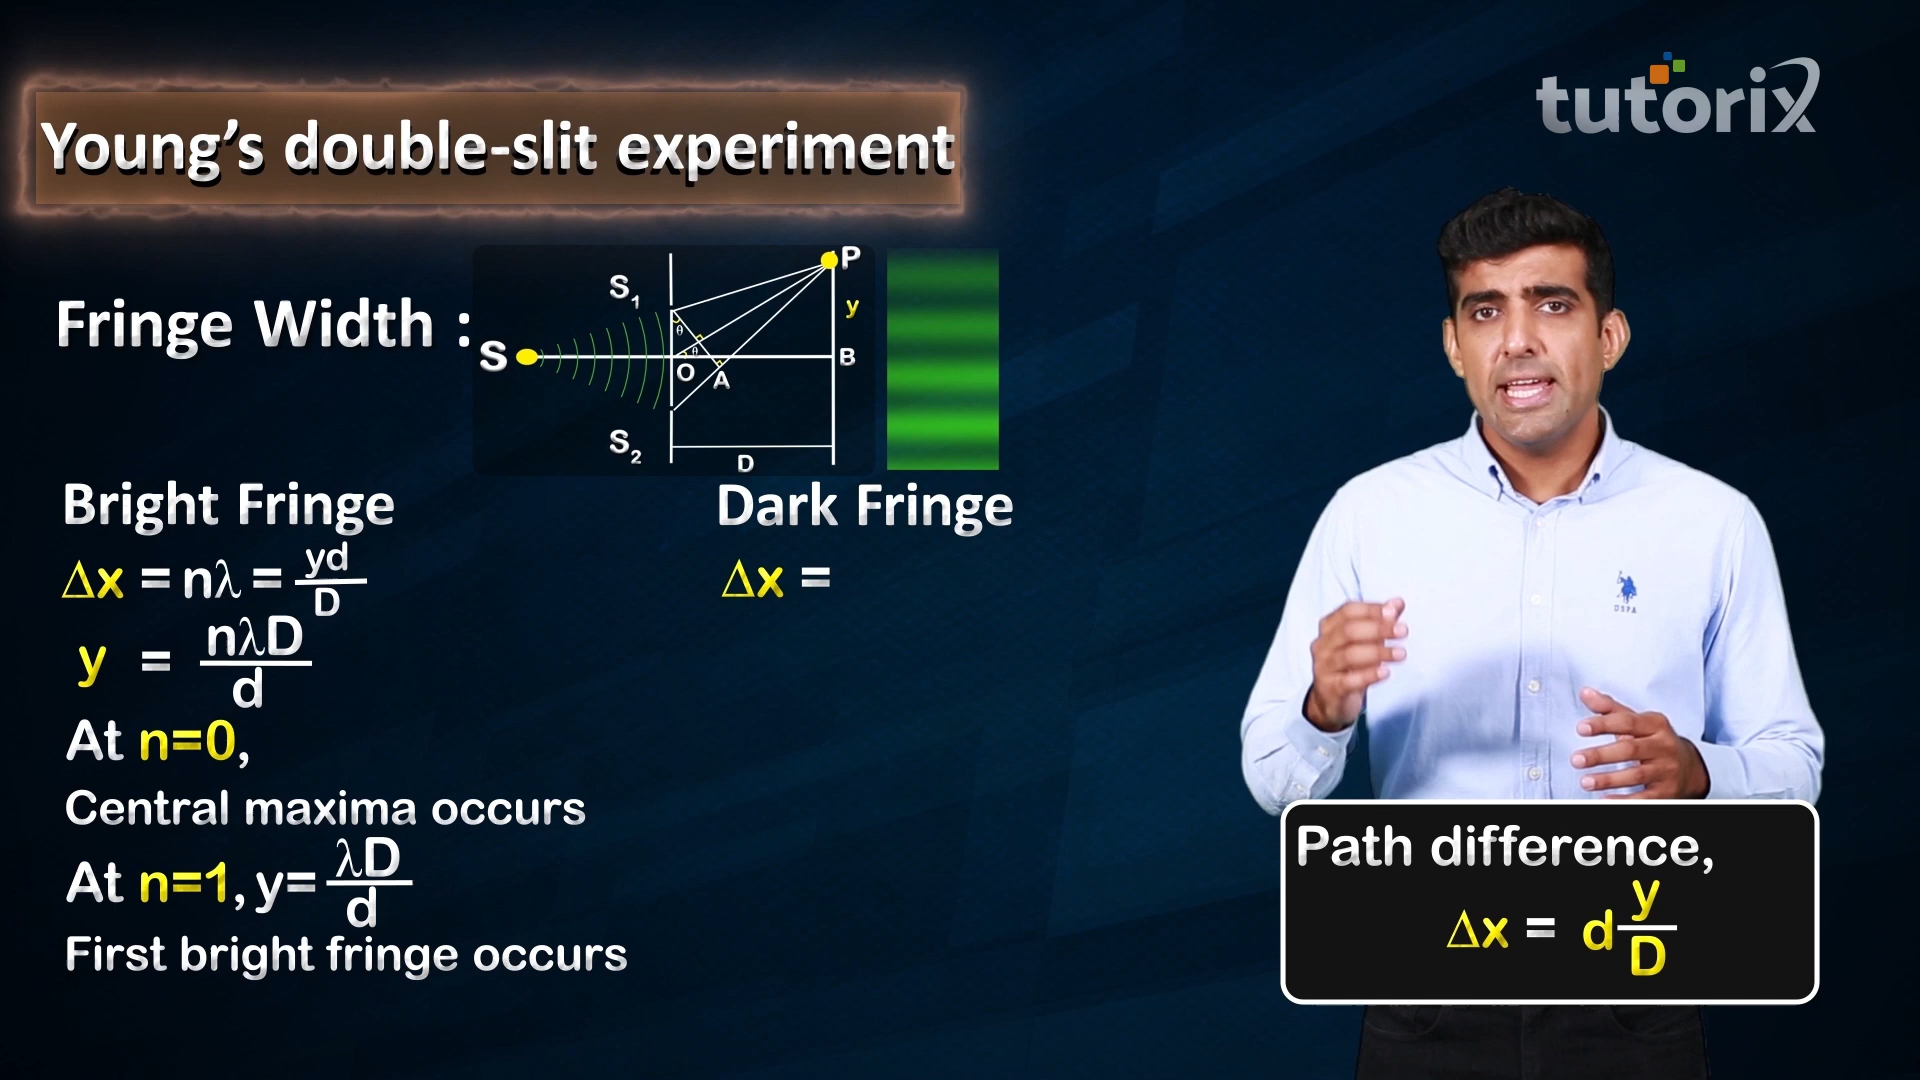 tutorix
Young's double-slit experiment
Fringe Width :
S
S1
S2
θ
θ
O
A
P
y
B
D
Bright Fringe
Δx = nλ = yd/D
y = nλD/d
At n=0,
Central maxima occurs
At n=1, y= λD/d
First bright fringe occurs
Dark Fringe
Δx =
USPA
Path difference,
Δx = d y/D